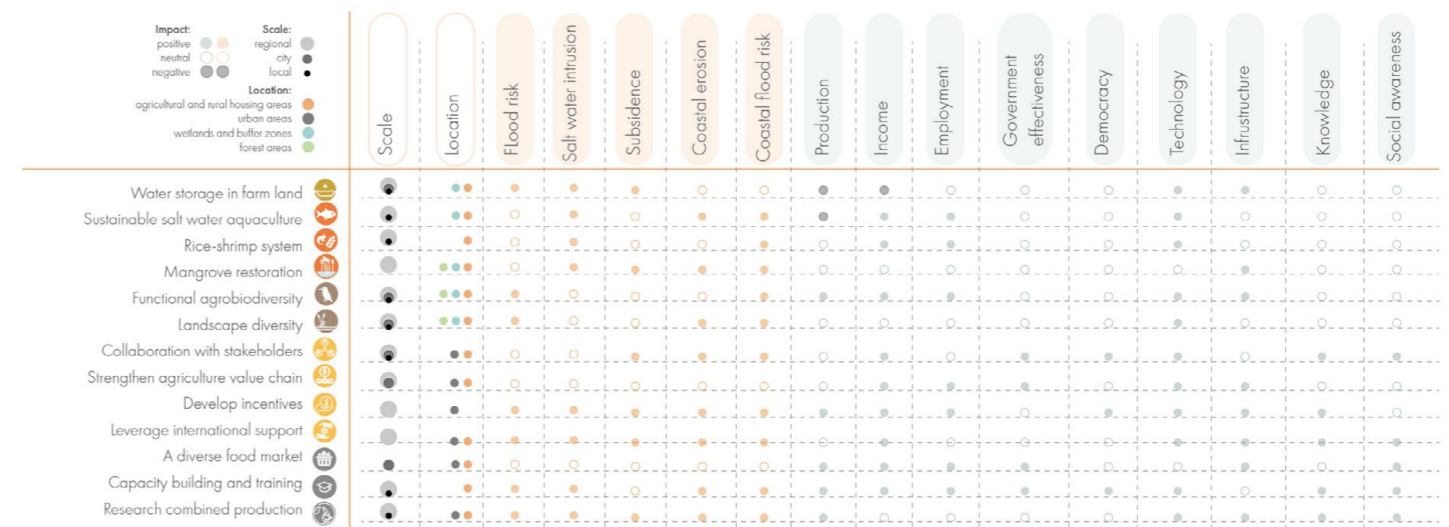 Impact:
positive
neutral
negative
Scale:
regional
city
local
Location:
agricultural and rural housing areas
urban areas
wetlands and buffer zones
forest areas
Scale
Location
FLood risk
Salt water intrusion
Subsidence
Coastal erosion
Coastal flood risk
Production
Income
Employment
Government
effectiveness
Democracy
Technology
Infrustructure
Knowledge
Social awareness
Water storage in farm land
Sustainable salt water aquaculture
Rice-shrimp system
Mangrove restoration
Functional agrobiodiversity
Landscape diversity
Collaboration with stakeholders
Strengthen agriculture value chain
Develop incentives
Leverage international support
A diverse food market
Capacity building and training
Research combined production